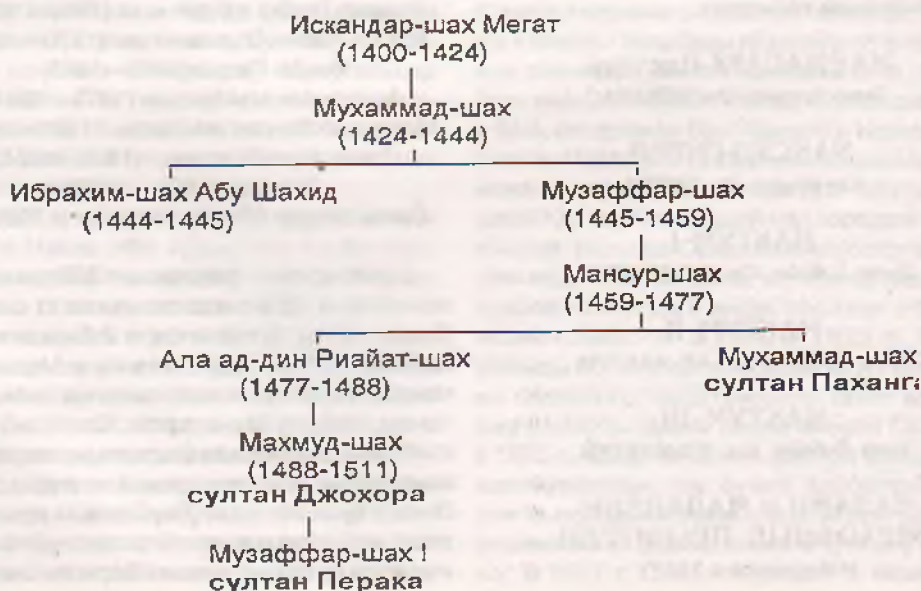 Искандар-шах Мегат
(1400-1424)
Мухаммад-шах
(1424-1444)
Ибрахим-шах Абу Шахид
(1444-1445)
Музаффар-шах
(1445-1459)
Мансур-шах
(1459-1477)
Ала ад-дин Риайат-шах
(1477-1488)
Мухаммад-шах
султан Паханга
Махмуд-шах
(1488-1511)
султан Джохора
Музаффар-шах I
султан Перака